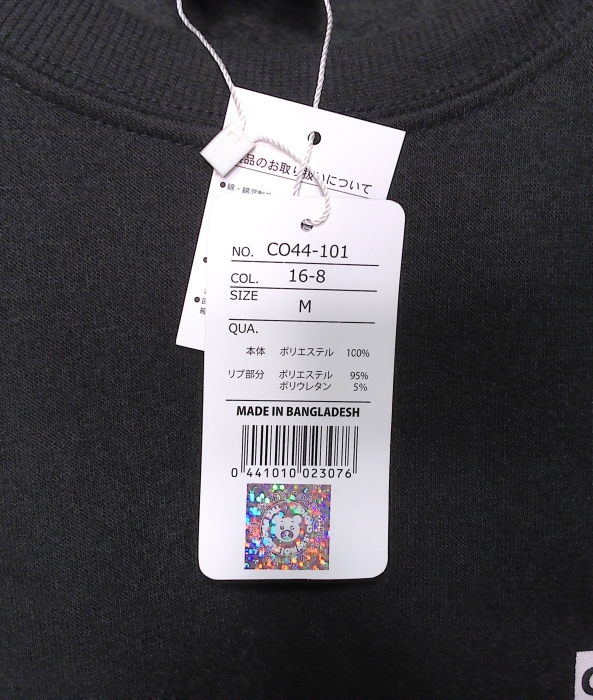 品のお取り扱いについて
NO. CO44-101
COL. 16-8
SIZE M
QUA.
本体 ポリエステル 100%
リブ部分 ポリエステル 95%
ポリウレタン 5%
MADE IN BANGLADESH
0 441010 023076